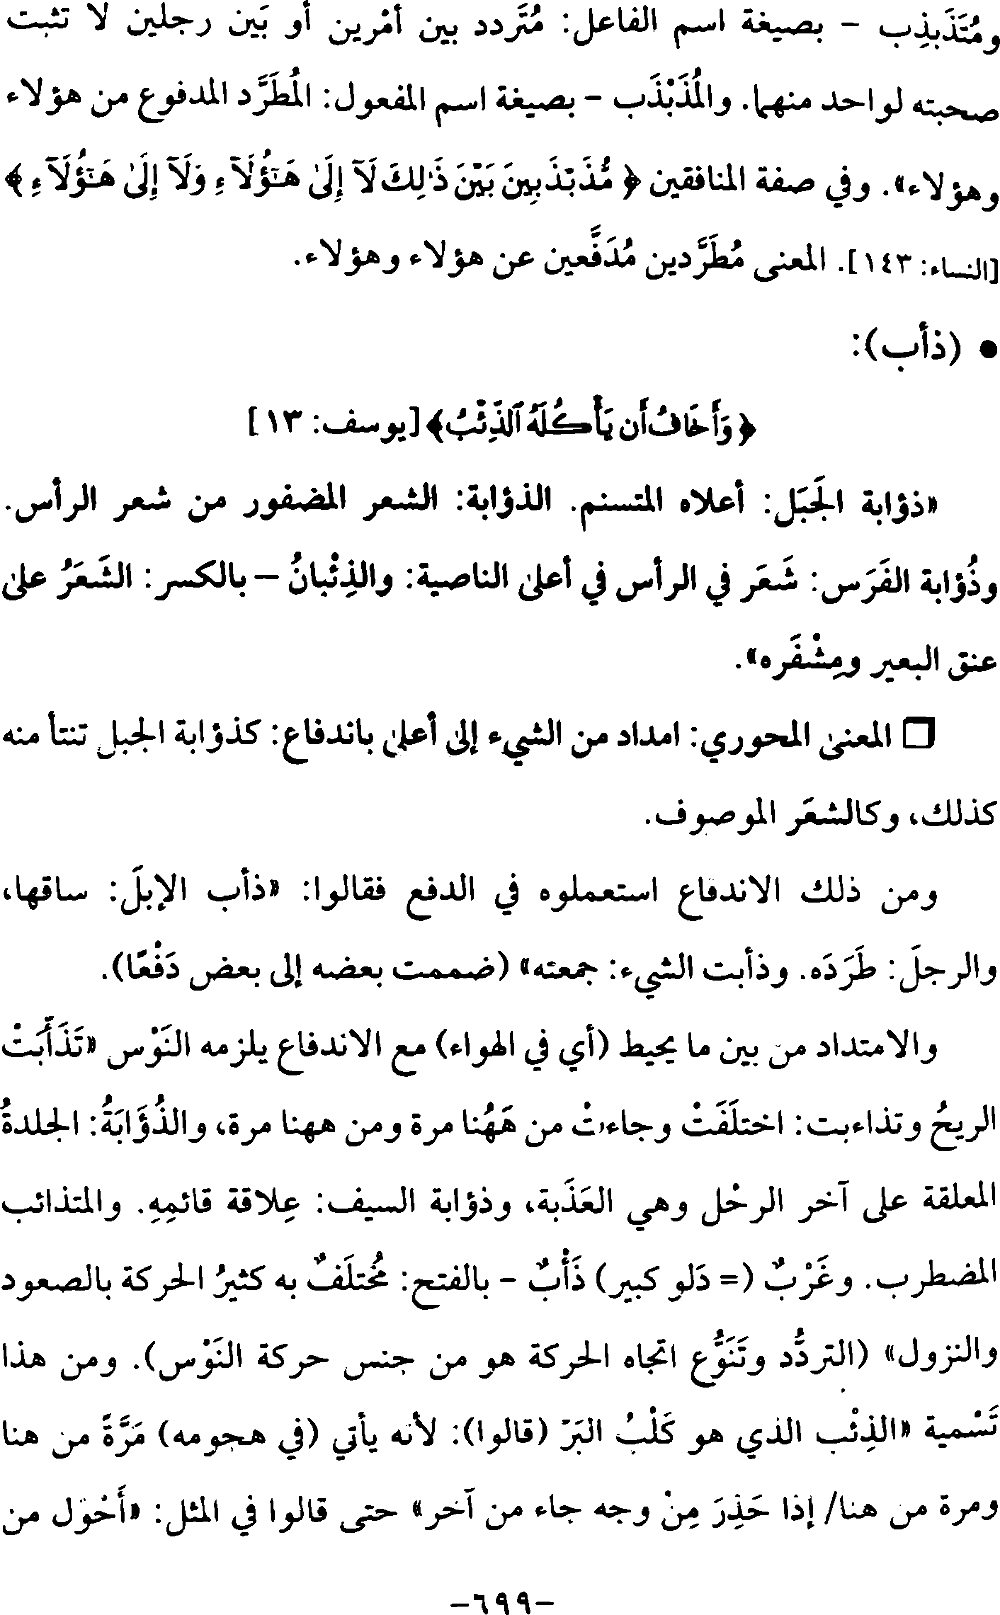 ومُتَذَبذِب – بصيغة اسم الفاعل: مُتَردد بين أمْرين أو بَين رجلين لا تثبت
صحبته لواحد منهما. والمُذَبْذَب – بصيغة اسم المفعول: المُطَرَّد المدفوع من هؤلاء
وهؤلاء». وفي صفة المنافقين ﴿مُّذَبْذَبِينَ بَيْنَ ذَٰلِكَ لَآ إِلَىٰ هَـٰٓؤُلَآءِ وَلَآ إِلَىٰ هَـٰٓؤُلَآءِ﴾
[النساء: ١٤٣]. المعنى مُطَرَّدين مُدَفَّعين عن هؤلاء وهؤلاء.
• (ذأب):
﴿وَأَخَافُ أَن يَأْكُلَهُ ٱلذِّئْبُ﴾ [يوسف: ١٣]
«ذؤابة الجَبَل: أعلاه المتسنم. الذؤابة: الشعر المضفور من شعر الرأس.
وذُؤابة الفَرَس: شَعَر في الرأس في أعلى الناصية: والذِئْبانُ – بالكسر: الشَعَرُ على
عنق البعير ومِشْفَره».
❒ المعنى المحوري: امداد من الشيء إلى أعلى باندفاع: كذؤابة الجبل تنتأ منه
كذلك، وكالشعَر الموصوف.
ومن ذلك الاندفاع استعملوه في الدفع فقالوا: «ذأب الإبلَ: ساقها،
والرجلَ: طَرَدَه. وذأبت الشيء: جمعته» (ضممت بعضه إلى بعض دَفْعًا).
والامتداد من بين ما يحيط (أي في الهواء) مع الاندفاع يلزمه النَوْس «تَذَأَّبَتْ
الريحُ وتذاءبت: اختلَفَتْ وجاءتْ من هَهُنا مرة ومن ههنا مرة، والذُؤَابَةُ: الجلدةُ
المعلقة على آخر الرحْل وهي العَذَبة، وذؤابة السيف: عِلاقة قائمِهِ. والمتذائب
المضطرب. وغَرْبٌ (= دَلو كبير) ذَأْبٌ – بالفتح: مُختلَفٌ به كثيرُ الحركة بالصعود
والنزول» (التردُّد وتَنَوُّع اتجاه الحركة هو من جنس حركة النَوْس). ومن هذا
تَسْمية «الذِئْب الذي هو كَلْبُ البَرّ (قالوا): لأنه يأتي (في هجومه) مَرَّةً من هنا
ومرة من هنا/ إذا حَذِرَ مِنْ وجه جاء من آخر» حتى قالوا في المثل: «أَحْوَل من
-٦٩٩-